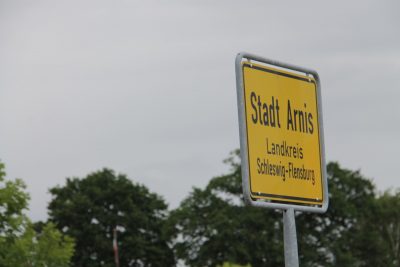 Stadt Arnis
Landkreis
Schleswig-Flensburg